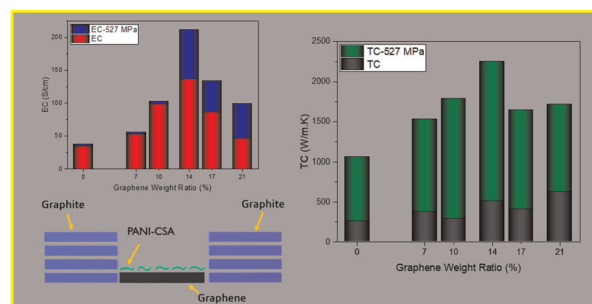 EC-527 MPa
EC
EC (S/cm)
200
150
100
50
0
0 7 10 14 17 21
Graphene Weight Ratio (%)
TC-527 MPa
TC
TC (W/m.K)
2500
2000
1500
1000
500
0
0 7 10 14 17 21
Graphene Weight Ratio (%)
Graphite
Graphite
PANI-CSA
Graphene